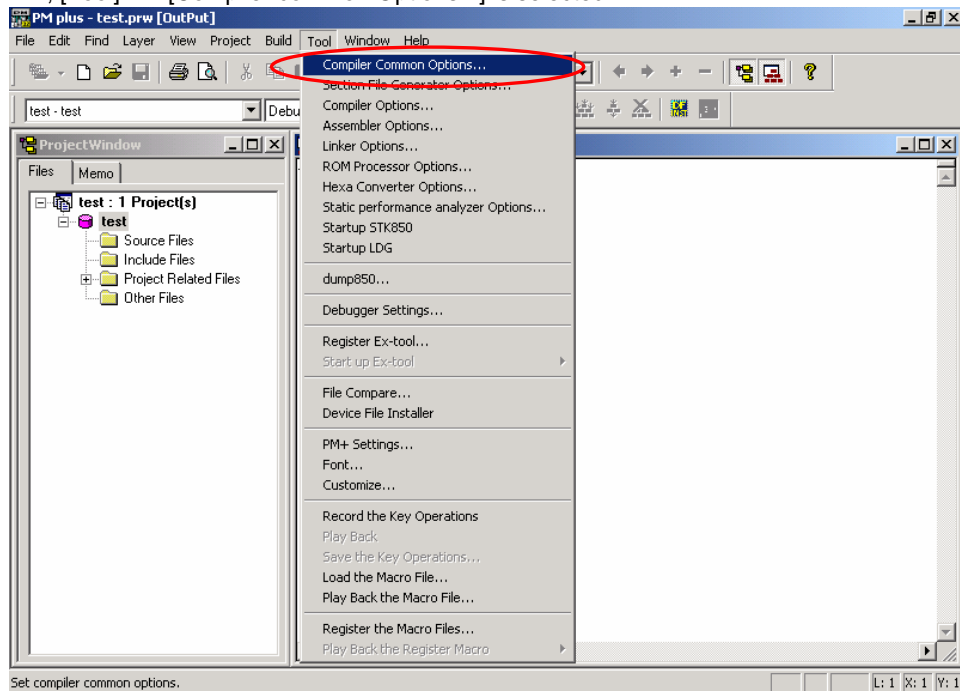 PM plus - test.prw [OutPut]
File Edit Find Layer View Project Build Tool Window Help
test - test
Debu
ProjectWindow
Files Memo
test : 1 Project(s)
test
Source Files
Include Files
Project Related Files
Other Files
Compiler Common Options...
Section File Generator Options...
Compiler Options...
Assembler Options...
Linker Options...
ROM Processor Options...
Hexa Converter Options...
Static performance analyzer Options...
Startup STK850
Startup LDG
dump850...
Debugger Settings...
Register Ex-tool...
Start up Ex-tool
File Compare...
Device File Installer
PM+ Settings...
Font...
Customize...
Record the Key Operations
Play Back
Save the Key Operations...
Load the Macro File...
Play Back the Macro File...
Register the Macro Files...
Play Back the Register Macro
Set compiler common options.
L: 1 X: 1 Y: 1